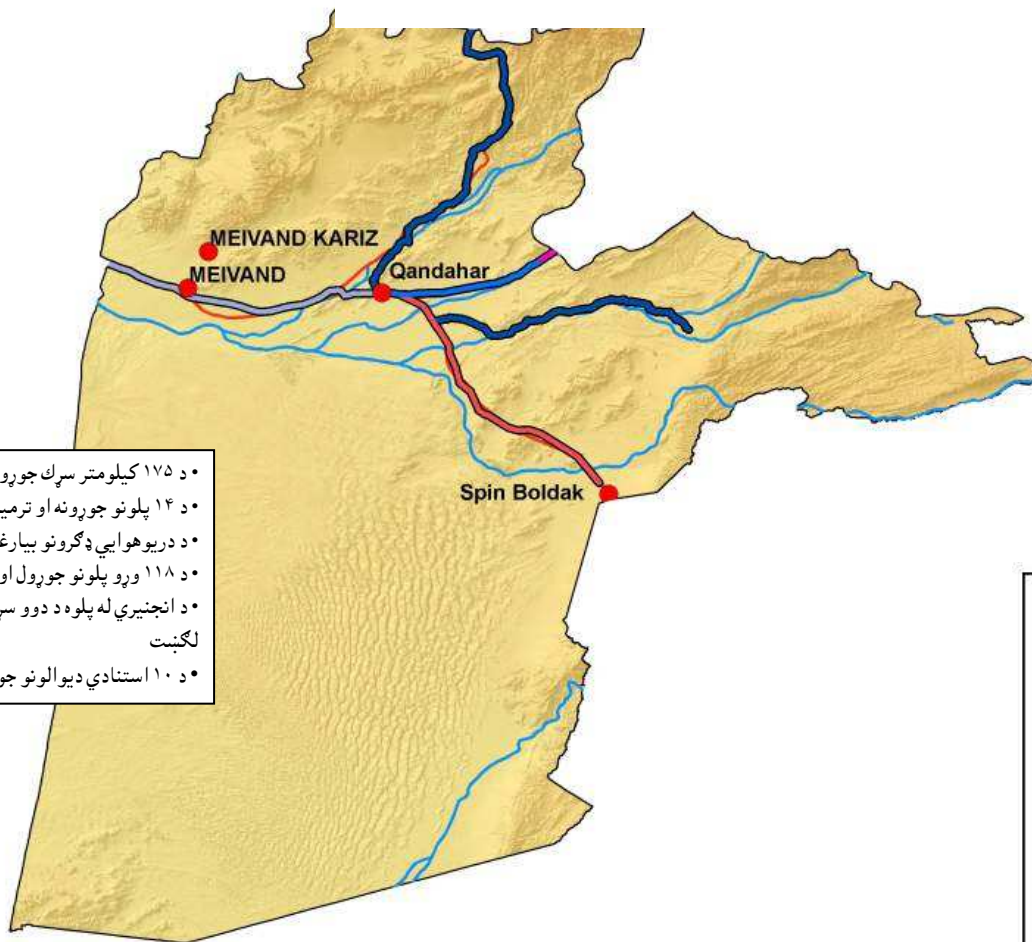 MEIVAND KARIZ
MEIVAND
Qandahar
Spin Boldak
• د ۱۷۵ کیلومتر سړك جوړو
• د ۱۴ پلونو جوړونه او ترمی
• د دریوهوایي ډګرونو بیارغ
• د ۱۱۸ وړو پلونو جوړول او
• د انجنیري له پلوه د دوو سړ
لګښت
• د ۱۰ استنادي دیوالونو جو